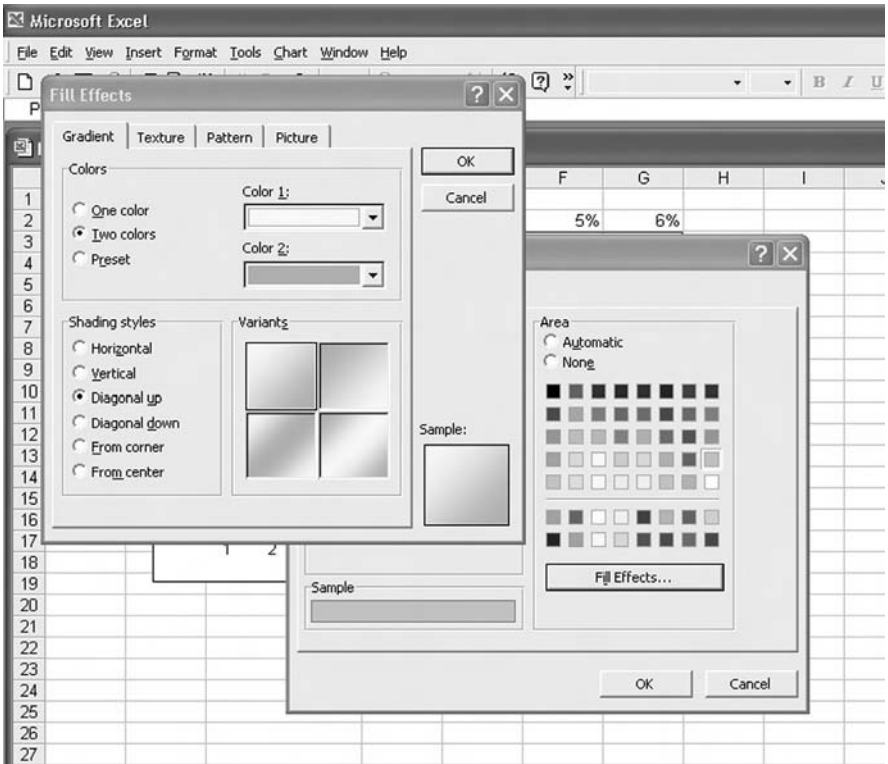 Microsoft Excel
File Edit View Insert Format Tools Chart Window Help
B I U
P
Fill Effects
Gradient Texture Pattern Picture
OK
Cancel
Colors
One color
Two colors
Preset
Color 1:
Color 2:
Shading styles
Horizontal
Vertical
Diagonal up
Diagonal down
From corner
From center
Variants
Sample:
F G H I
5% 6%
Area
Automatic
None
Fill Effects...
Sample
OK Cancel
1 2
1
2
3
4
5
6
7
8
9
10
11
12
13
14
15
16
17
18
19
20
21
22
23
24
25
26
27